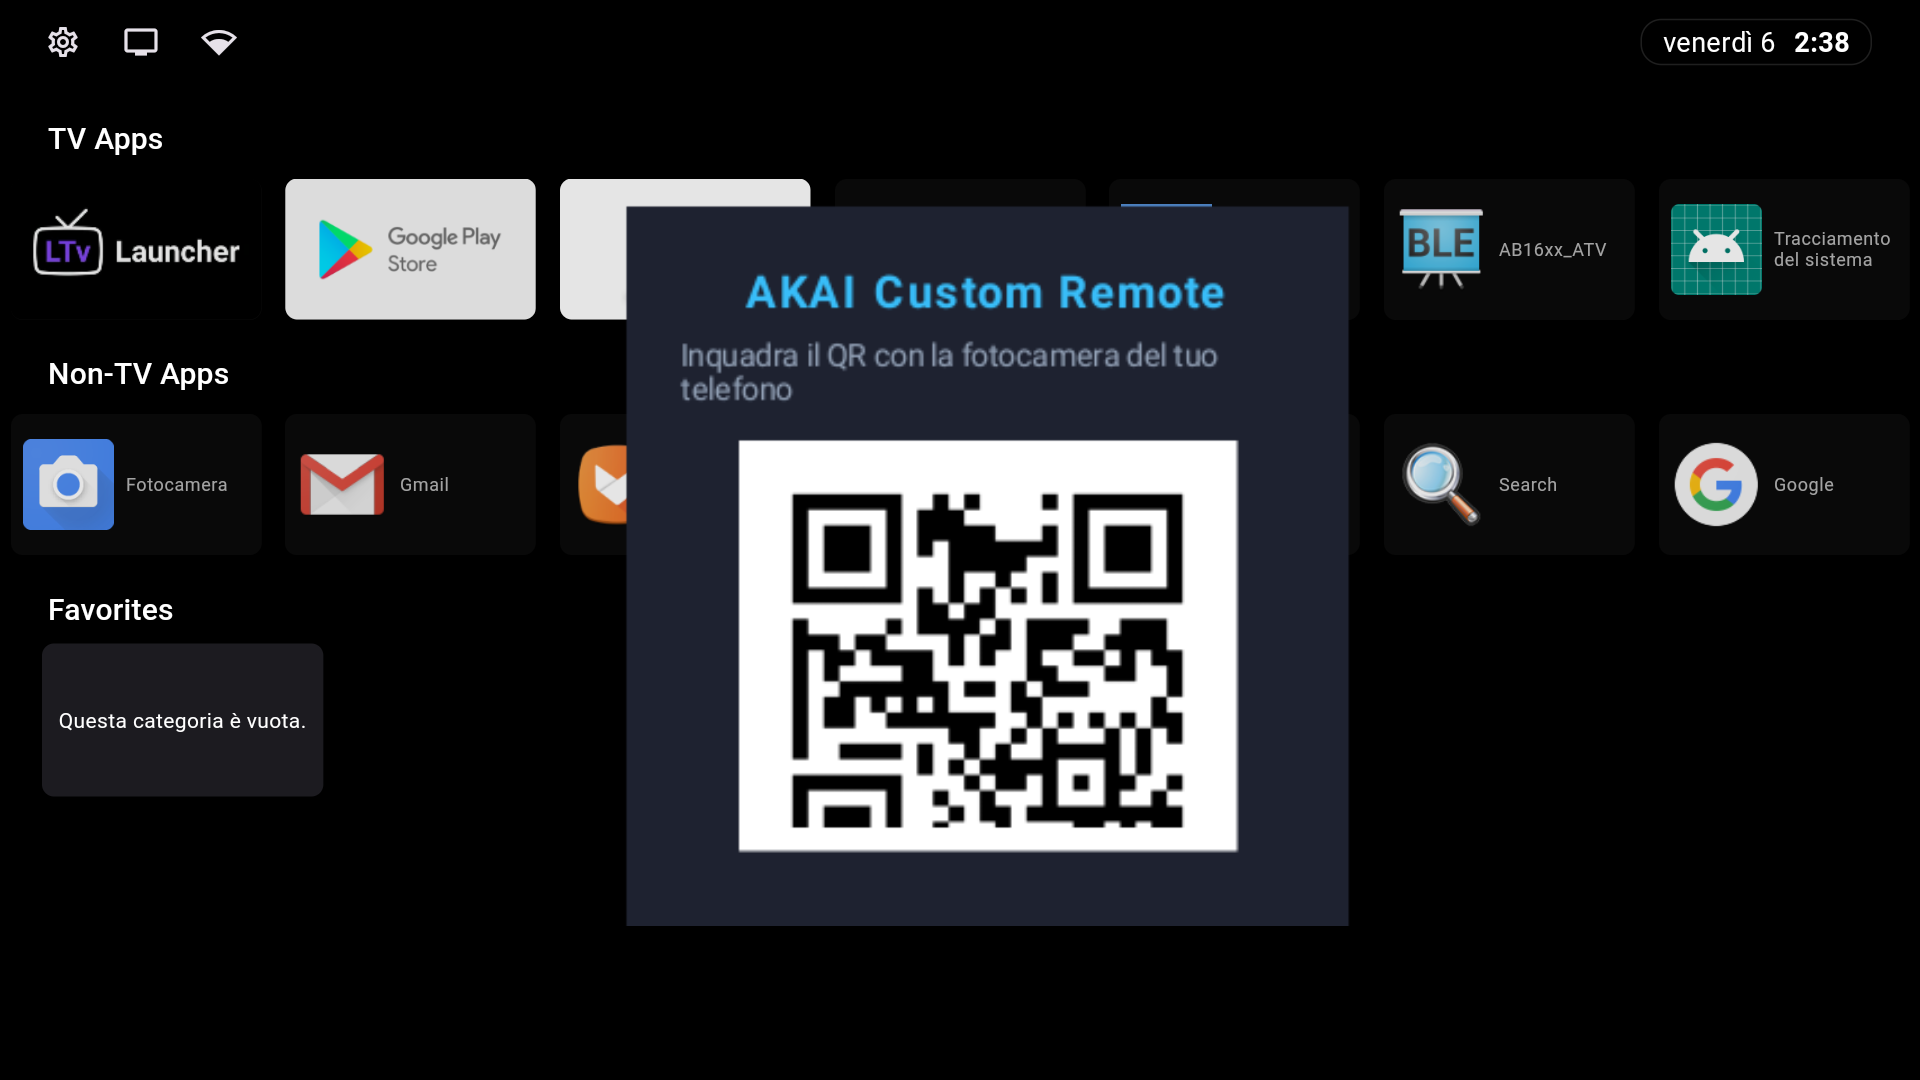 venerdì 6 2:38
TV Apps
LTv Launcher
Google Play
Store
BLE
AB16xx_ATV
Tracciamento
del sistema
AKAI Custom Remote
Inquadra il QR con la fotocamera del tuo
telefono
Non-TV Apps
Fotocamera
Gmail
Search
Google
Favorites
Questa categoria è vuota.